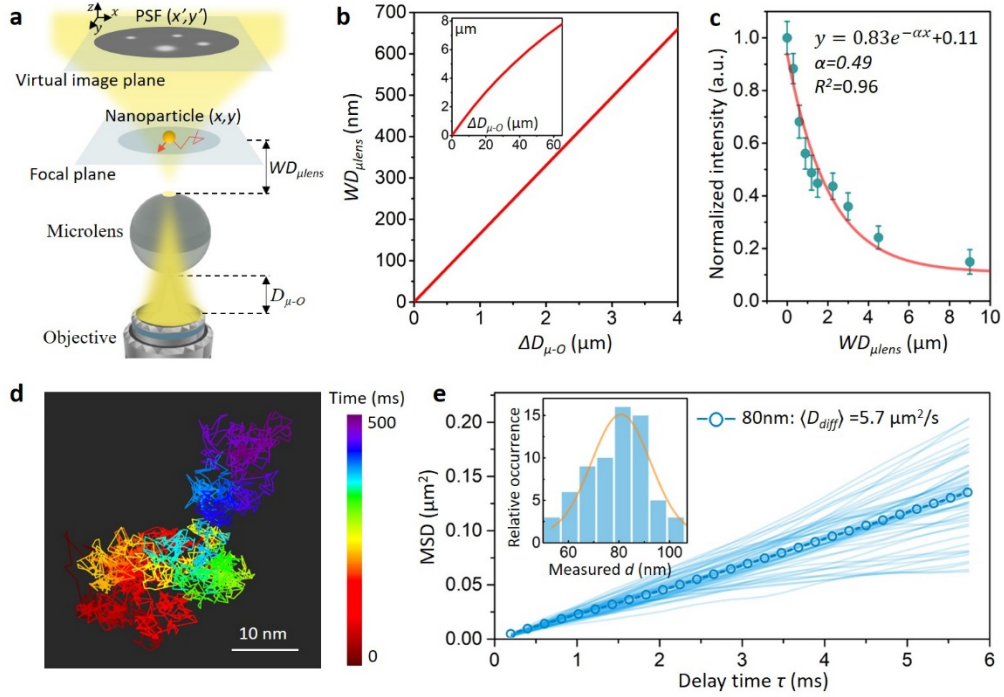 a
z
x
y
PSF (x',y')
Virtual image plane
Nanoparticle (x,y)
Focal plane
WDμlens
Microlens
Dμ-O
Objective
b
700
600
500
400
300
200
100
0
WDμlens (nm)
0
1
2
3
4
ΔDμ-O (μm)
8
6
4
2
0
μm
ΔDμ-O (μm)
0
20
40
60
c
1.0
0.8
0.6
0.4
0.2
0.0
Normalized intensity (a.u.)
y = 0.83e^-αx+0.11
α=0.49
R²=0.96
0
2
4
6
8
10
WDμlens (μm)
d
Time (ms)
500
0
10 nm
e
0.20
0.15
0.10
0.05
0.00
MSD (μm²)
15
10
5
0
Relative occurrence
60
80
100
Measured d (nm)
80nm: ⟨Ddiff⟩ =5.7 μm²/s
0
1
2
3
4
5
6
Delay time τ (ms)